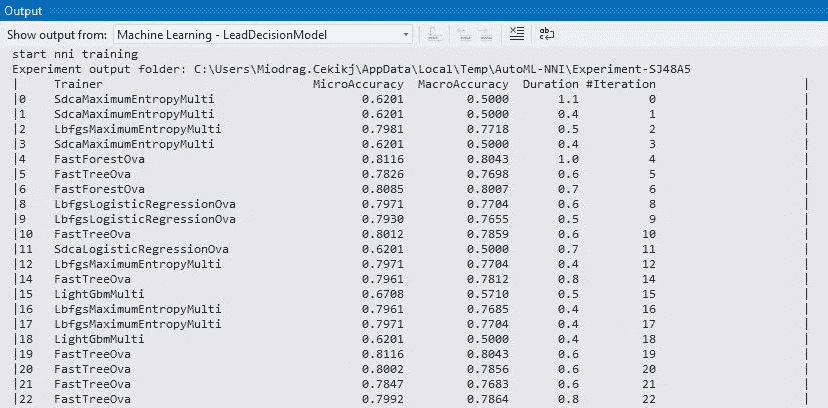 Output
Show output from: Machine Learning - LeadDecisionModel
start nni training
Experiment output folder: C:\Users\Miodrag.Cekikj\AppData\Local\Temp\AutoML-NNI\Experiment-SJ48A5
|     Trainer                              MicroAccuracy  MacroAccuracy  Duration #Iteration                     |
|0    SdcaMaximumEntropyMulti                     0.6201         0.5000       1.1          0                     |
|1    SdcaMaximumEntropyMulti                     0.6201         0.5000       0.4          1                     |
|2    LbfgsMaximumEntropyMulti                    0.7981         0.7718       0.5          2                     |
|3    SdcaMaximumEntropyMulti                     0.6201         0.5000       0.4          3                     |
|4    FastForestOva                               0.8116         0.8043       1.0          4                     |
|5    FastTreeOva                                 0.7826         0.7698       0.6          5                     |
|6    FastForestOva                               0.8085         0.8007       0.7          6                     |
|8    LbfgsLogisticRegressionOva                  0.7971         0.7704       0.6          8                     |
|9    LbfgsLogisticRegressionOva                  0.7930         0.7655       0.5          9                     |
|10   FastTreeOva                                 0.8012         0.7859       0.6         10                     |
|11   SdcaLogisticRegressionOva                   0.6201         0.5000       0.7         11                     |
|12   LbfgsMaximumEntropyMulti                    0.7971         0.7704       0.4         12                     |
|14   FastTreeOva                                 0.7961         0.7812       0.8         14                     |
|15   LightGbmMulti                               0.6708         0.5710       0.5         15                     |
|16   LbfgsMaximumEntropyMulti                    0.7961         0.7685       0.4         16                     |
|17   LbfgsMaximumEntropyMulti                    0.7971         0.7704       0.4         17                     |
|18   LightGbmMulti                               0.6201         0.5000       0.4         18                     |
|19   FastTreeOva                                 0.8116         0.8043       0.6         19                     |
|20   FastTreeOva                                 0.8002         0.7856       0.6         20                     |
|21   FastTreeOva                                 0.7847         0.7683       0.6         21                     |
|22   FastTreeOva                                 0.7992         0.7864       0.8         22                     |